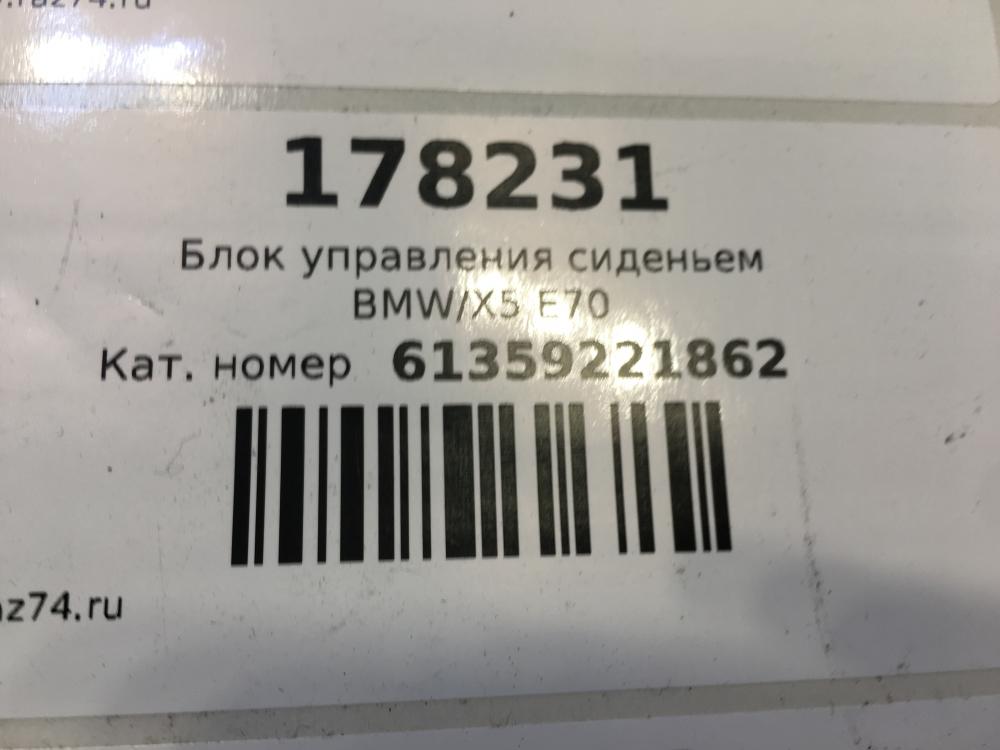 178231
Блок управления сиденьем
BMW/X5 E70
Кат. номер 61359221862
z74.ru